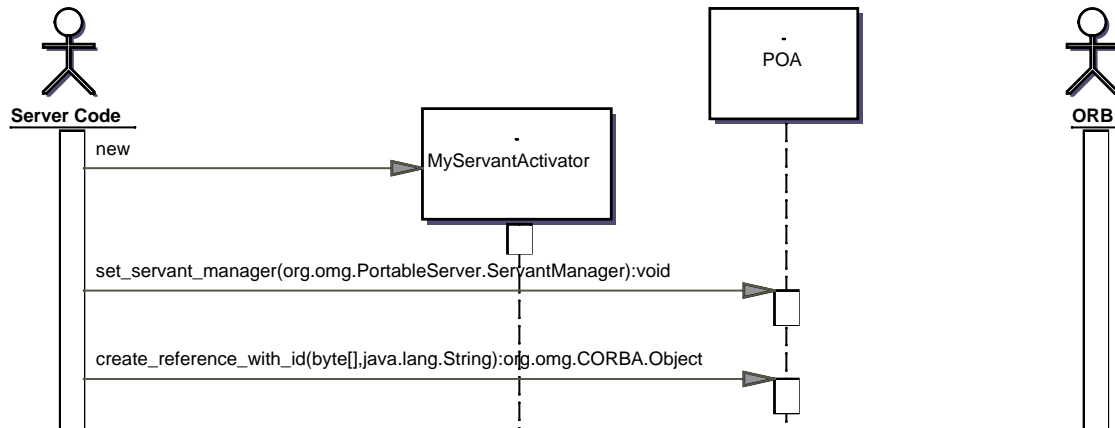 -
POA
Server Code
ORB
new
-
MyServantActivator
set_servant_manager(org.omg.PortableServer.ServantManager):void
create_reference_with_id(byte[],java.lang.String):org.omg.CORBA.Object